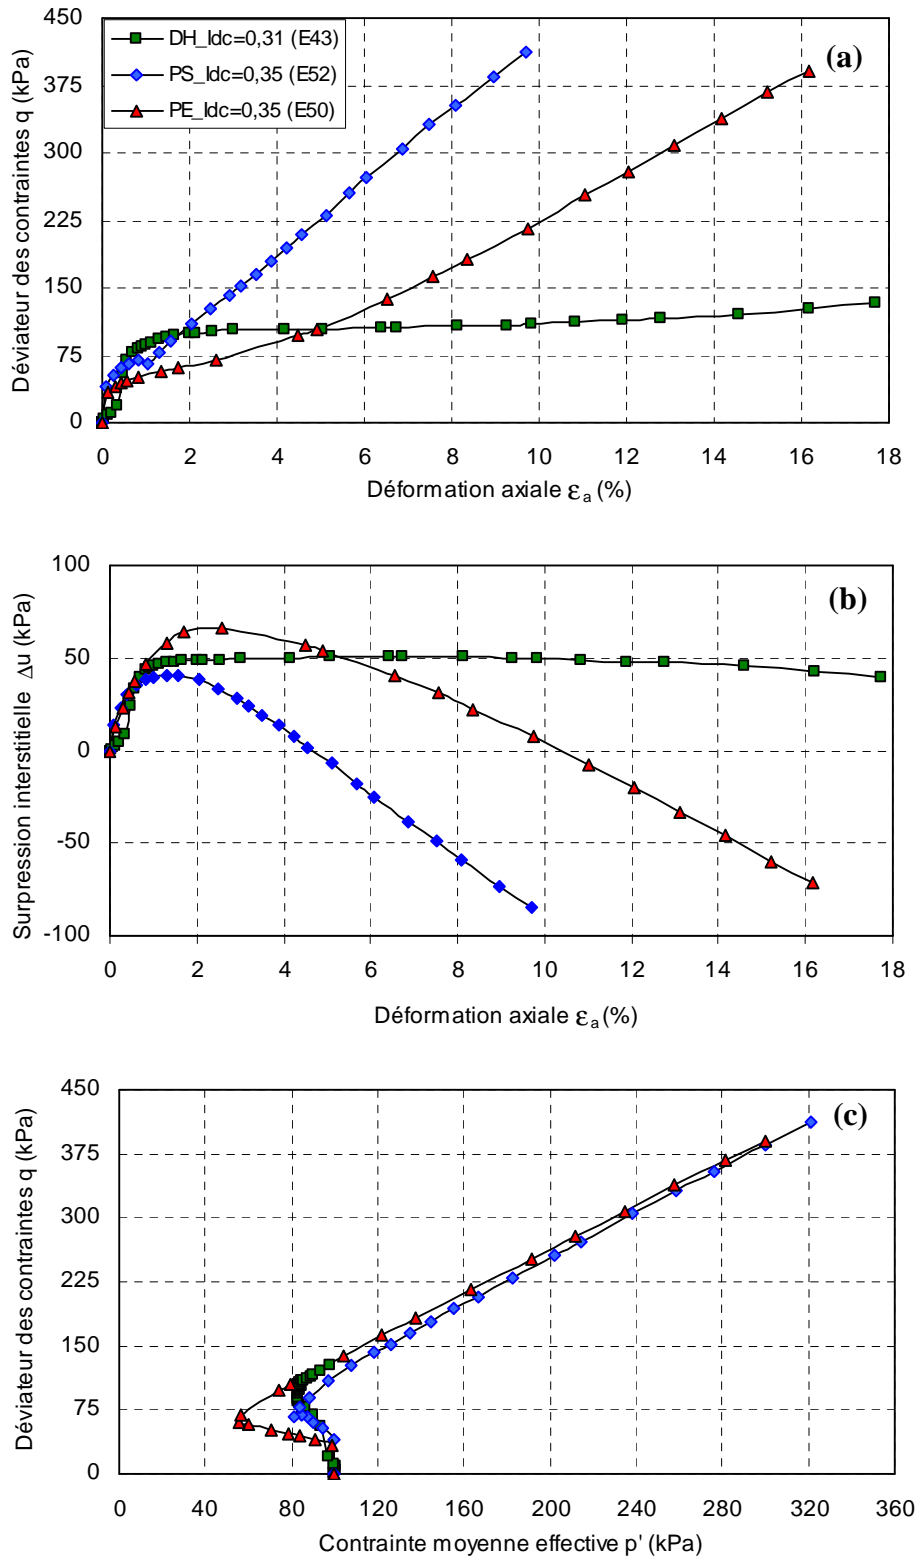 450
375
300
225
150
75
0
Déviateur des contraintes q (kPa)
DH_Idc=0,31 (E43)
PS_Idc=0,35 (E52)
PE_Idc=0,35 (E50)
(a)
0 2 4 6 8 10 12 14 16 18
Déformation axiale εa (%)
100
50
0
-50
-100
Surpression interstitielle Δu (kPa)
(b)
0 2 4 6 8 10 12 14 16 18
Déformation axiale εa (%)
450
375
300
225
150
75
0
Déviateur des contraintes q (kPa)
(c)
0 40 80 120 160 200 240 280 320 360
Contrainte moyenne effective p' (kPa)